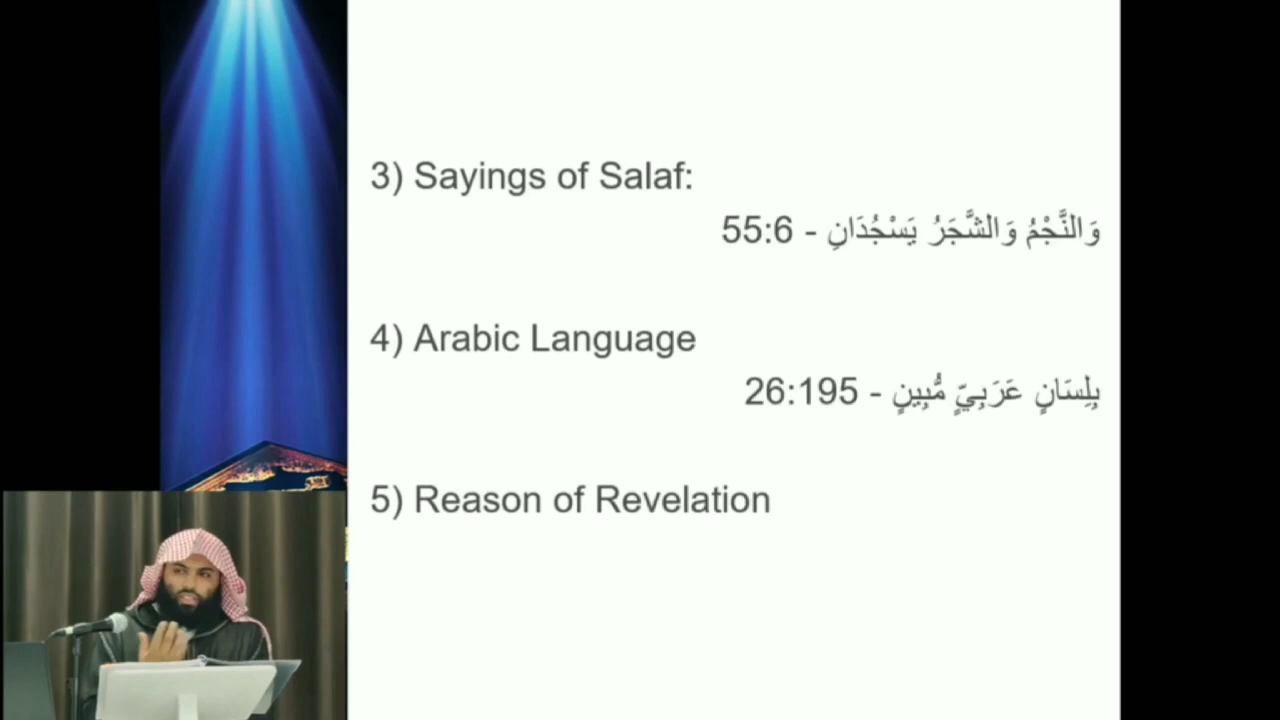 3) Sayings of Salaf:
وَالنَّجْمُ وَالشَّجَرُ يَسْجُدَانِ - 55:6
4) Arabic Language
بِلِسَانٍ عَرَبِيٍّ مُّبِينٍ - 26:195
5) Reason of Revelation